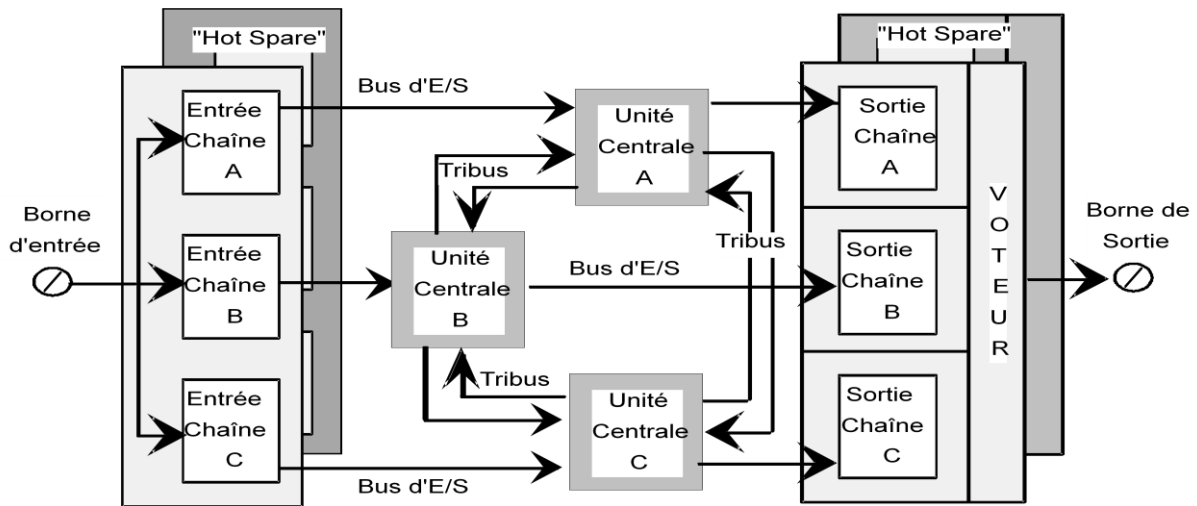 "Hot Spare"
Entrée
Chaîne
A
Borne
d'entrée
Entrée
Chaîne
B
Entrée
Chaîne
C
Bus d'E/S
Bus d'E/S
Unité
Centrale
A
Tribus
Unité
Centrale
B
Tribus
Unité
Centrale
C
Tribus
Bus d'E/S
"Hot Spare"
Sortie
Chaîne
A
Sortie
Chaîne
B
Sortie
Chaîne
C
V
O
T
E
U
R
Borne de
Sortie